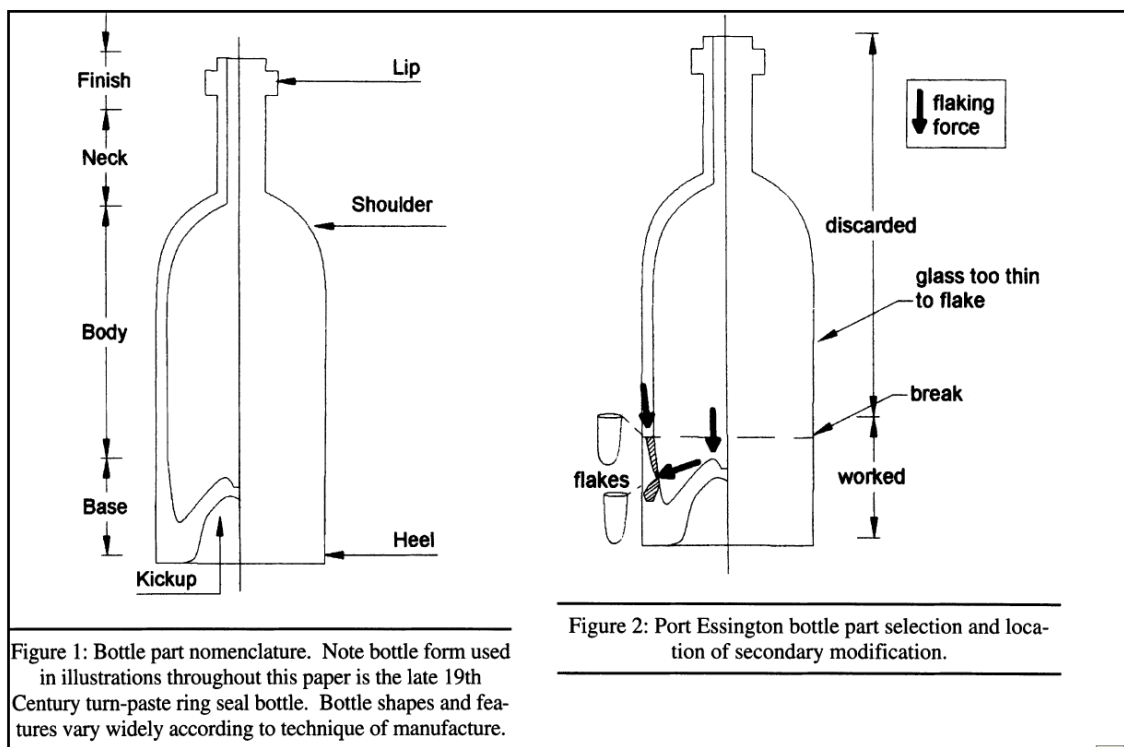 Finish
Lip
Neck
Shoulder
Body
Base
Heel
Kickup
Figure 1: Bottle part nomenclature. Note bottle form used
in illustrations throughout this paper is the late 19th
Century turn-paste ring seal bottle. Bottle shapes and fea-
tures vary widely according to technique of manufacture.
flaking
force
discarded
glass too thin
to flake
break
flakes
worked
Figure 2: Port Essington bottle part selection and loca-
tion of secondary modification.